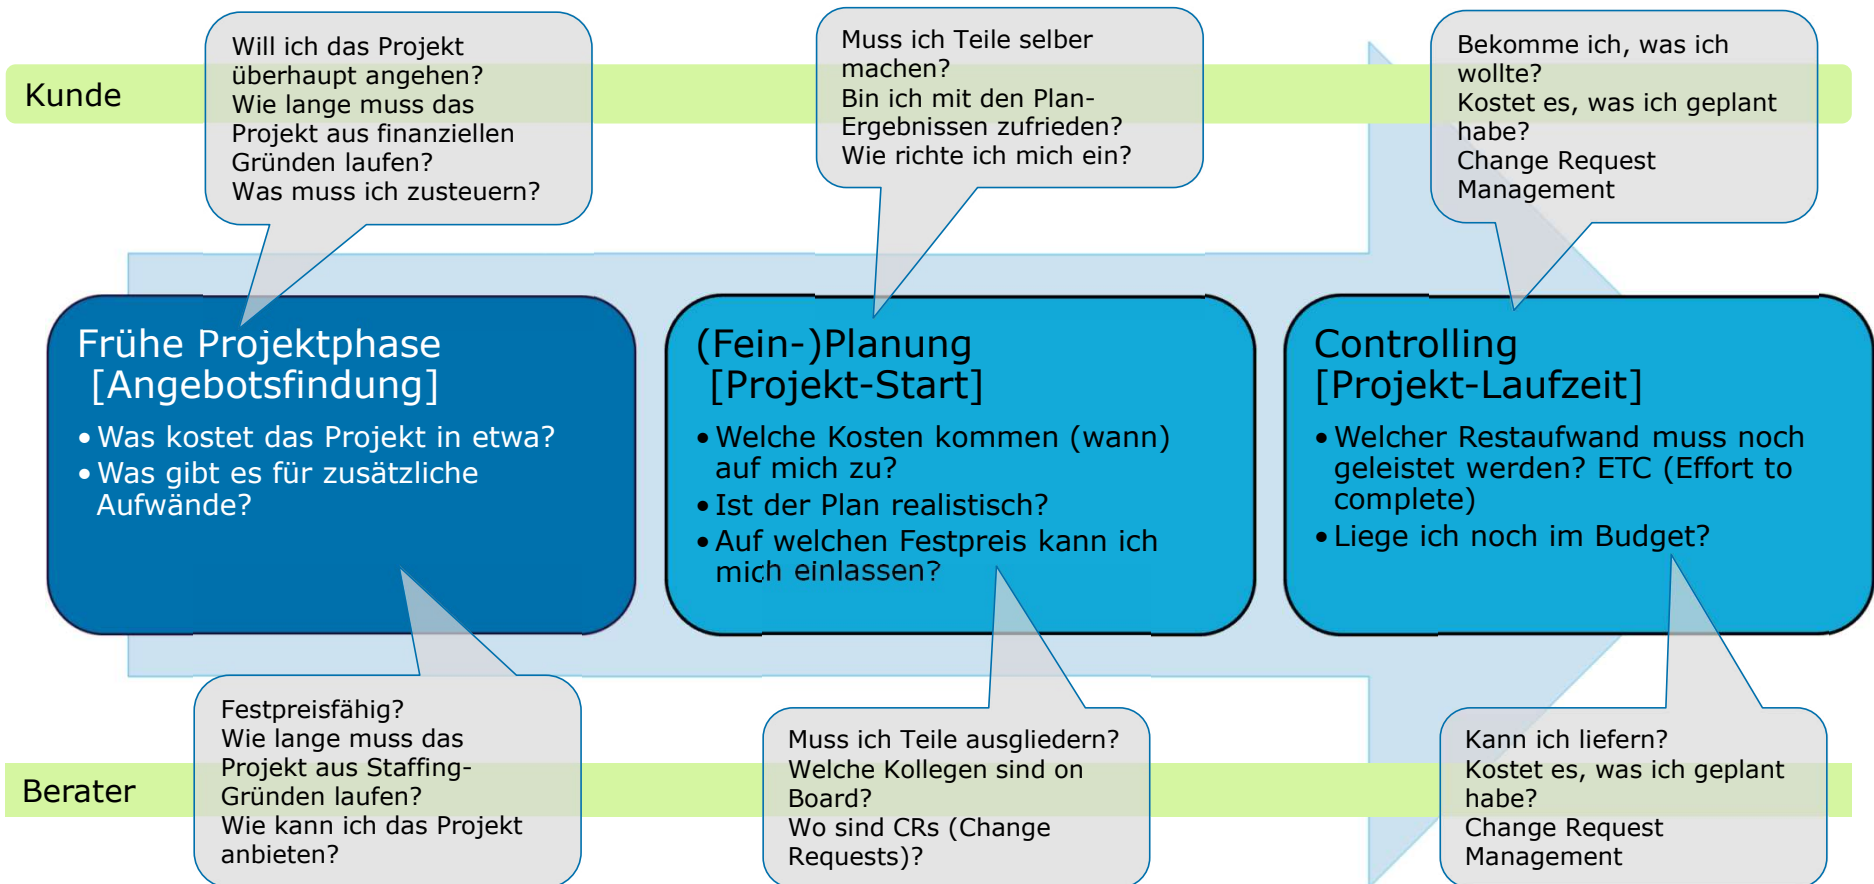 Kunde
Will ich das Projekt
überhaupt angehen?
Wie lange muss das
Projekt aus finanziellen
Gründen laufen?
Was muss ich zusteuern?
Muss ich Teile selber
machen?
Bin ich mit den Plan-
Ergebnissen zufrieden?
Wie richte ich mich ein?
Bekomme ich, was ich
wollte?
Kostet es, was ich geplant
habe?
Change Request
Management
Frühe Projektphase
[Angebotsfindung]
• Was kostet das Projekt in etwa?
• Was gibt es für zusätzliche
Aufwände?
(Fein-)Planung
[Projekt-Start]
• Welche Kosten kommen (wann)
auf mich zu?
• Ist der Plan realistisch?
• Auf welchen Festpreis kann ich
mich einlassen?
Controlling
[Projekt-Laufzeit]
• Welcher Restaufwand muss noch
geleistet werden? ETC (Effort to
complete)
• Liege ich noch im Budget?
Berater
Festpreisfähig?
Wie lange muss das
Projekt aus Staffing-
Gründen laufen?
Wie kann ich das Projekt
anbieten?
Muss ich Teile ausgliedern?
Welche Kollegen sind on
Board?
Wo sind CRs (Change
Requests)?
Kann ich liefern?
Kostet es, was ich geplant
habe?
Change Request
Management